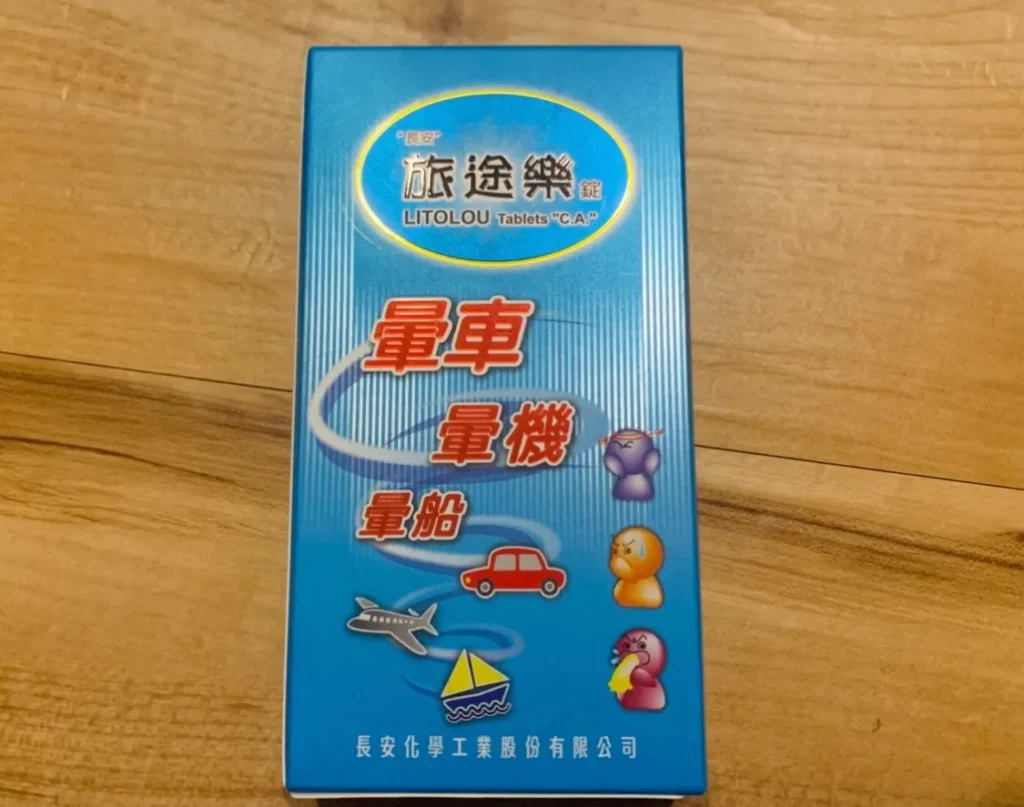 "長安"
旅途樂錠
LITOLOU Tablets "C.A."
暈車
暈機
暈船
長安化學工業股份有限公司